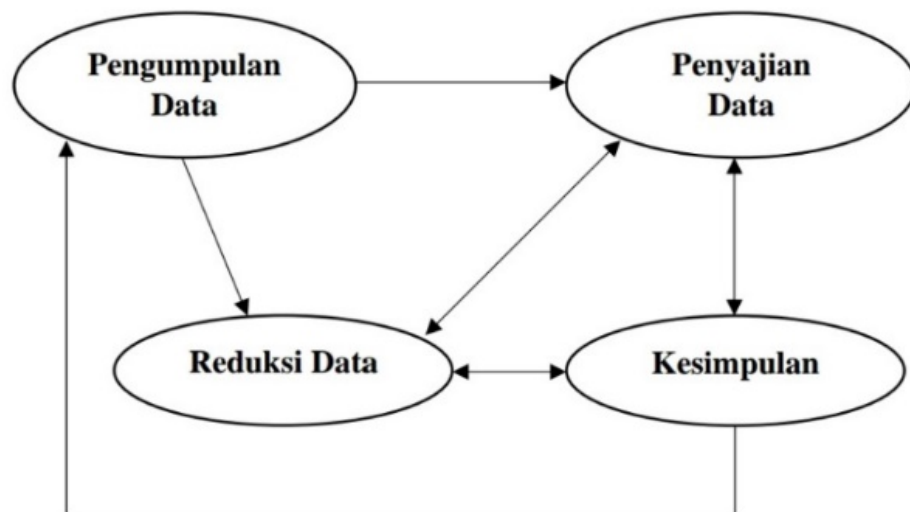 Pengumpulan
Data
Penyajian
Data
Reduksi Data
Kesimpulan